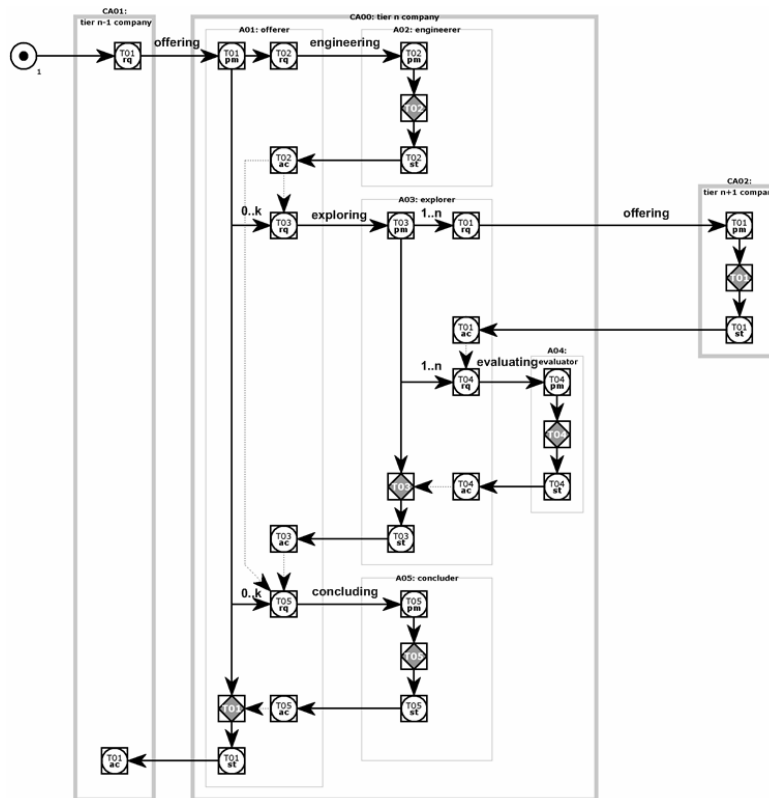 CA01:
tier n-1 company
CA00: tier n company
A01: offerer
A02: engineerer
1
T01
rq
offering
T01
pm
T02
rq
engineering
T02
pm
T02
T02
ac
T02
st
CA02:
tier n+1 company
A03: explorer
0..k
T03
rq
exploring
T03
pm
1..n
T01
rq
offering
T01
pm
T01
T01
ac
T01
st
A04:
evaluator
1..n
T04
rq
evaluating
T04
pm
T04
T03
T04
ac
T04
st
T03
ac
T03
st
A05: concluder
0..k
T05
rq
concluding
T05
pm
T05
T01
T05
ac
T05
st
T01
ac
T01
st